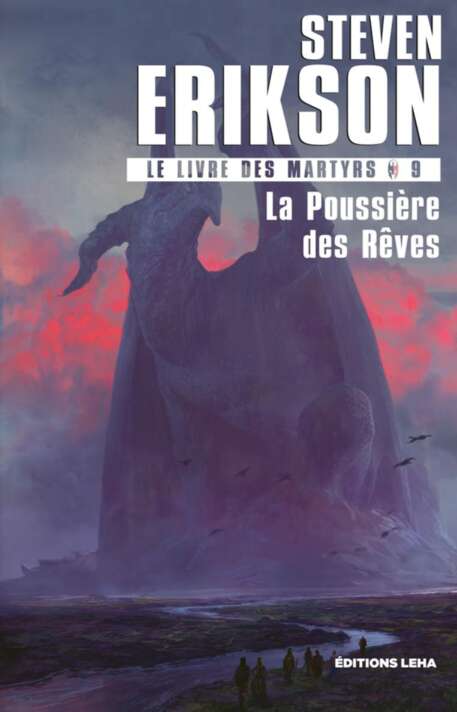 STEVEN
ERIKSON
LE LIVRE DES MARTYRS 9
La Poussière
des Rêves
ÉDITIONS LEHA